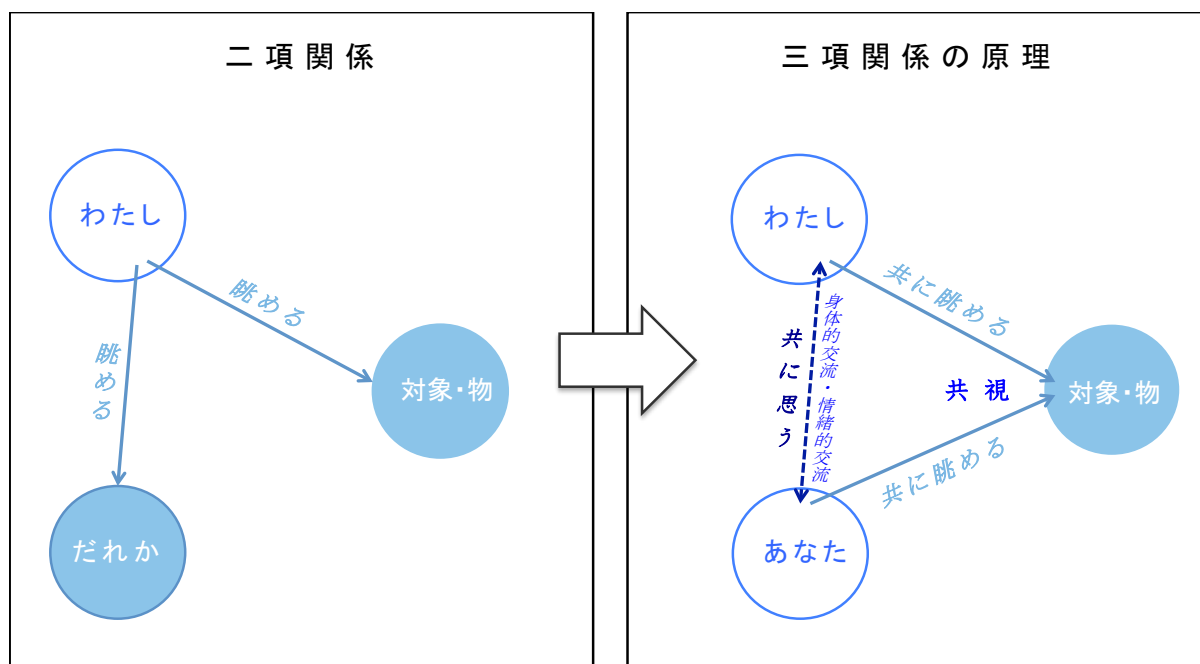 二項関係
わたし
眺める
眺める
対象・物
だれか
三項関係の原理
わたし
共に眺める
身体的交流・情緒的交流
共に思う
共視
対象・物
共に眺める
あなた